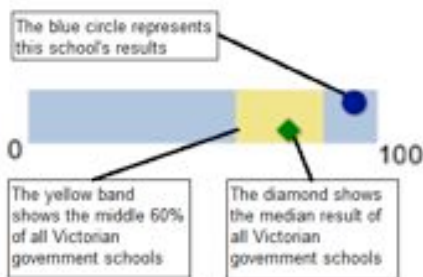 The blue circle represents
this school's results
0
100
The yellow band
shows the middle 60%
of all Victorian
government schools
The diamond shows
the median result of
all Victorian
government schools